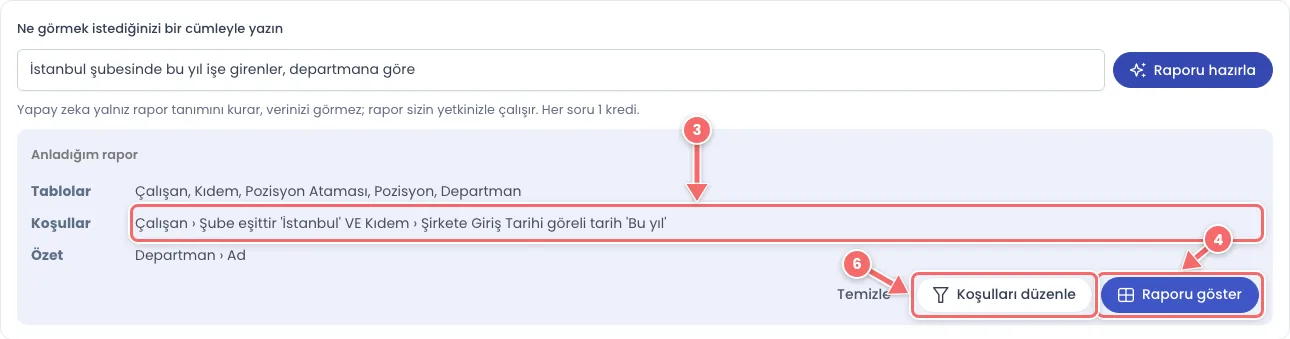 Ne görmek istediğinizi bir cümleyle yazın
İstanbul şubesinde bu yıl işe girenler, departmana göre
Raporu hazırla
Yapay zeka yalnız rapor tanımını kurar, verinizi görmez; rapor sizin yetkinizle çalışır. Her soru 1 kredi.
3
Anladığım rapor
Tablolar Çalışan, Kıdem, Pozisyon Ataması, Pozisyon, Departman
Koşullar Çalışan › Şube eşittir 'İstanbul' VE Kıdem › Şirkete Giriş Tarihi göreli tarih 'Bu yıl'
4
Özet Departman › Ad
6
Temizle Koşulları düzenle Raporu göster